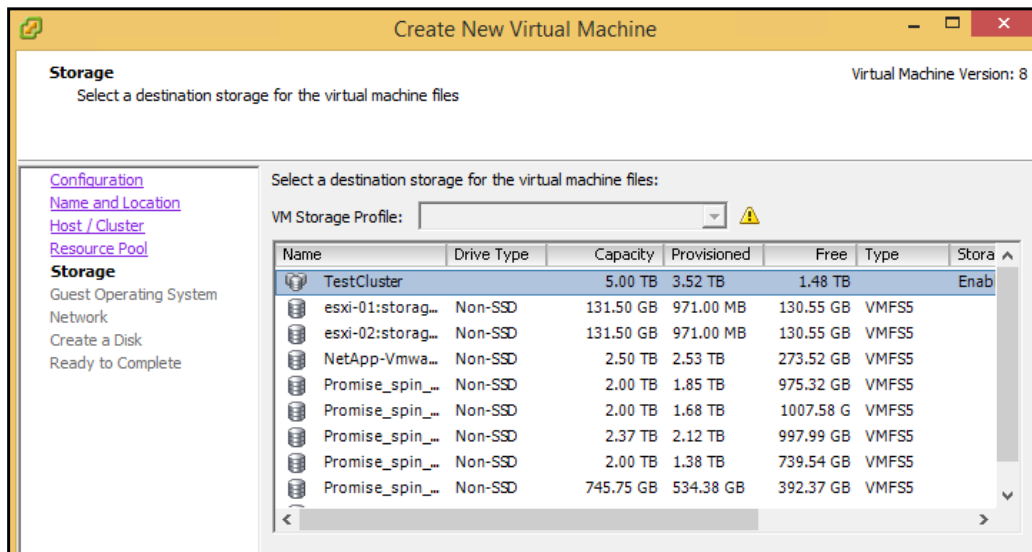 Create New Virtual Machine
Storage
Virtual Machine Version: 8
Select a destination storage for the virtual machine files
Configuration
Name and Location
Host / Cluster
Resource Pool
Storage
Guest Operating System
Network
Create a Disk
Ready to Complete
Select a destination storage for the virtual machine files:
VM Storage Profile:
Name Drive Type Capacity Provisioned Free Type Stora
TestCluster 5.00 TB 3.52 TB 1.48 TB Enab
esxi-01:storag... Non-SSD 131.50 GB 971.00 MB 130.55 GB VMFS5
esxi-02:storag... Non-SSD 131.50 GB 971.00 MB 130.55 GB VMFS5
NetApp-Vmwa... Non-SSD 2.50 TB 2.53 TB 273.52 GB VMFS5
Promise_spin_... Non-SSD 2.00 TB 1.85 TB 975.32 GB VMFS5
Promise_spin_... Non-SSD 2.00 TB 1.68 TB 1007.58 G VMFS5
Promise_spin_... Non-SSD 2.37 TB 2.12 TB 997.99 GB VMFS5
Promise_spin_... Non-SSD 2.00 TB 1.38 TB 739.54 GB VMFS5
Promise_spin_... Non-SSD 745.75 GB 534.38 GB 392.37 GB VMFS5